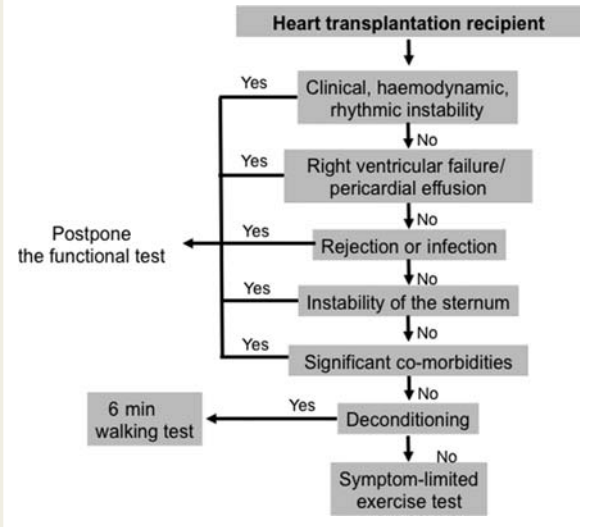 Heart transplantation recipient
Yes
Clinical, haemodynamic,
rhythmic instability
No
Yes
Right ventricular failure/
pericardial effusion
No
Postpone
the functional test
Yes
Rejection or infection
No
Yes
Instability of the sternum
No
Yes
Significant co-morbidities
No
6 min
walking test
Yes
Deconditioning
No
Symptom-limited
exercise test